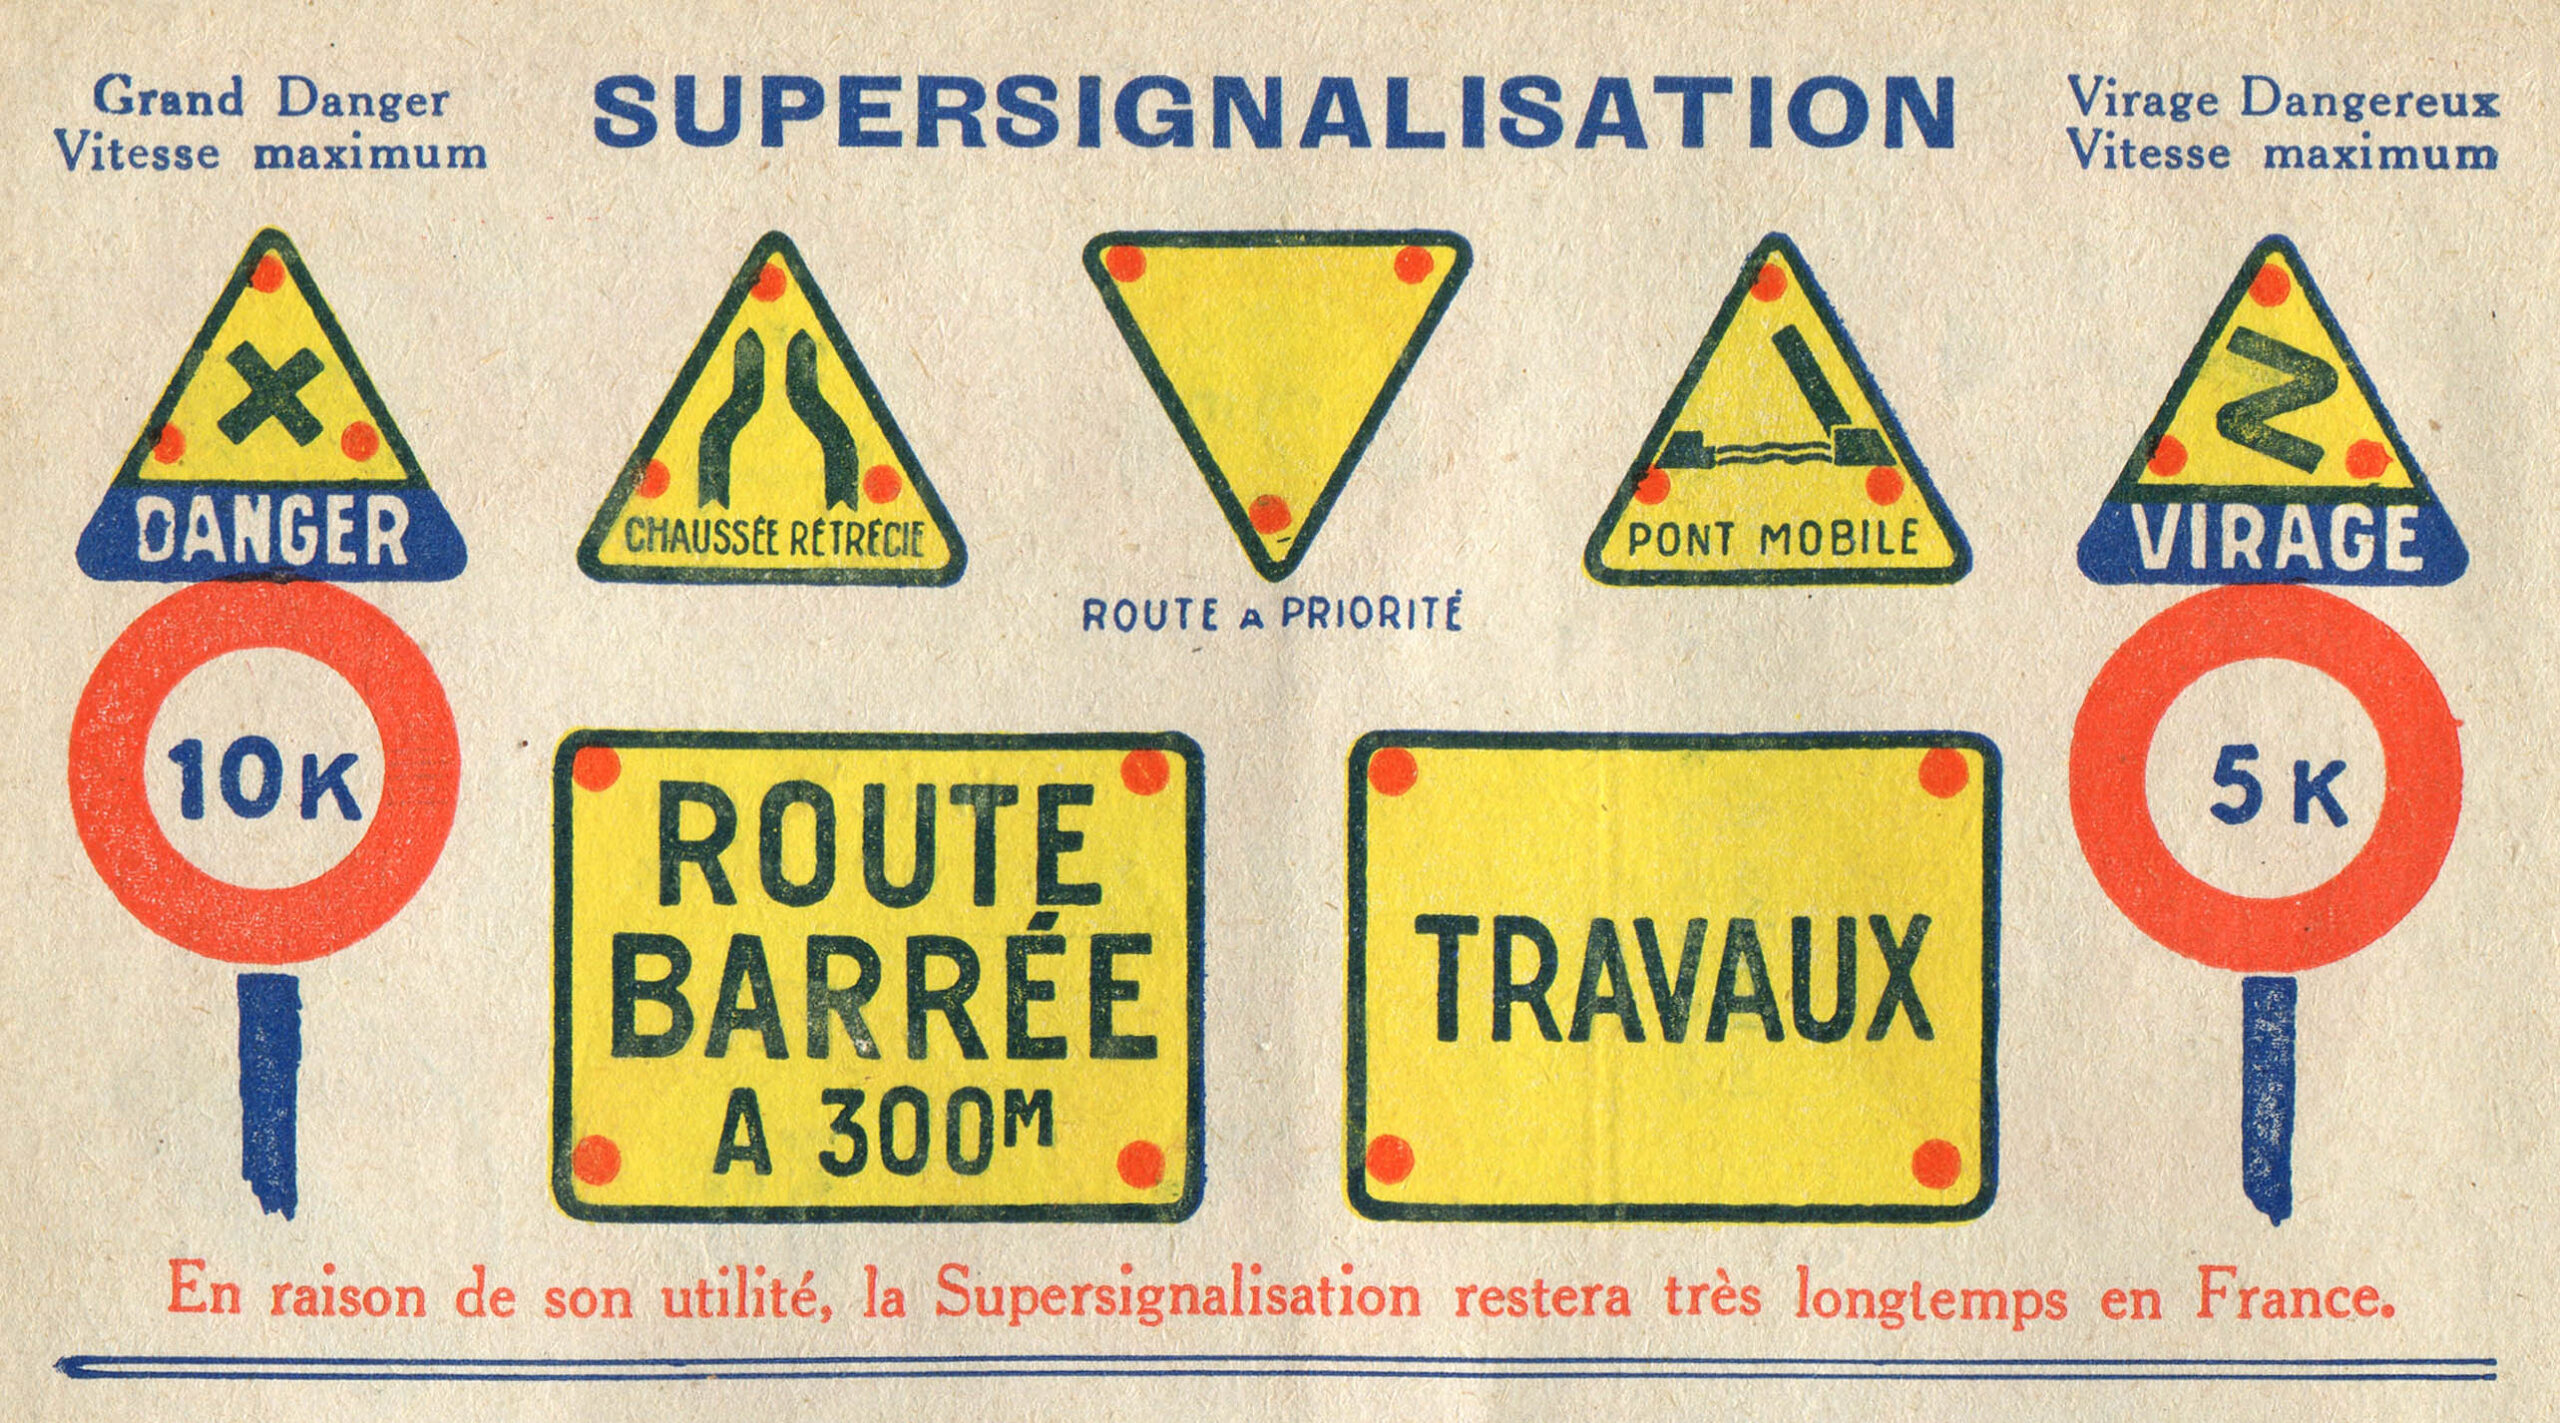 Grand Danger
Vitesse maximum
SUPERSIGNALISATION
Virage Dangereux
Vitesse maximum
DANGER
10K
CHAUSSÉE RÉTRÉCIE
ROUTE A PRIORITÉ
PONT MOBILE
VIRAGE
5K
ROUTE
BARRÉE
A 300M
TRAVAUX
En raison de son utilité, la Supersignalisation restera très longtemps en France.